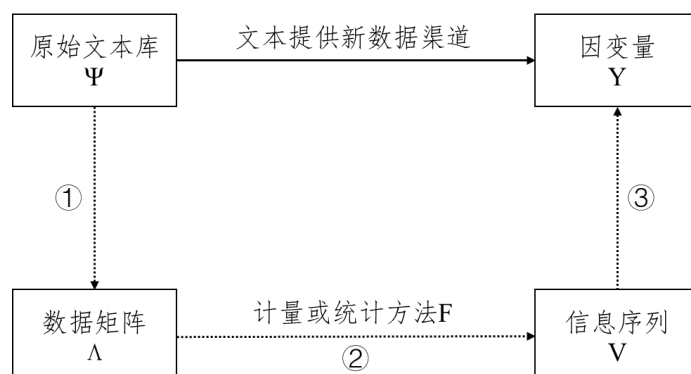 原始文本库
Ψ
文本提供新数据渠道
因变量
Y
①
③
数据矩阵
Λ
计量或统计方法F
②
信息序列
V